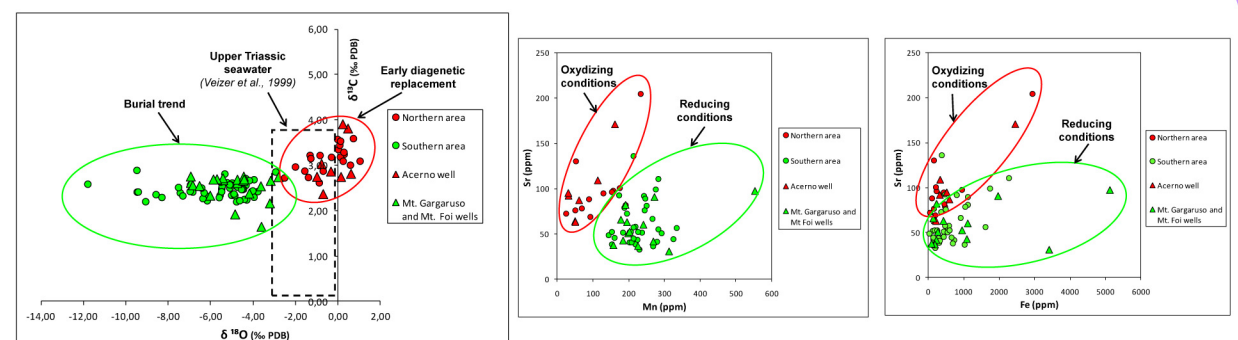 6,00
Upper Triassic
seawater
(Veizer et al., 1999)
δ¹³C (‰ PDB)
5,00
Early diagenetic
replacement
Burial trend
4,00
3,00
2,00
1,00
0,00
Northern area
Southern area
Acerno well
Mt. Gargaruso
and Mt. Foi wells
-14,00 -12,00 -10,00 -8,00 -6,00 -4,00 -2,00 0,00 2,00
δ ¹⁸O (‰ PDB)
250
200
150
100
50
0
Sr (ppm)
Oxydizing
conditions
Reducing
conditions
Northern area
Southern area
Acerno well
Mt. Gargaruso and
Mt Foi wells
0 100 200 300 400 500 600
Mn (ppm)
250
200
150
100
50
0
Sr (ppm)
Oxydizing
conditions
Reducing
conditions
Northern area
Southern area
Acerno well
Mt. Gargaruso and
Mt. Foi wells
0 1000 2000 3000 4000 5000 6000
Fe (ppm)